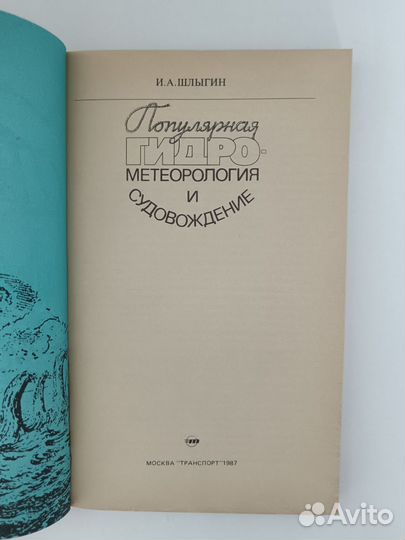 И.А.ШЛЫГИН
Популярная
ГИДРО-
МЕТЕОРОЛОГИЯ
И
СУДОВОЖДЕНИЕ
МОСКВА "ТРАНСПОРТ" 1987
Avito